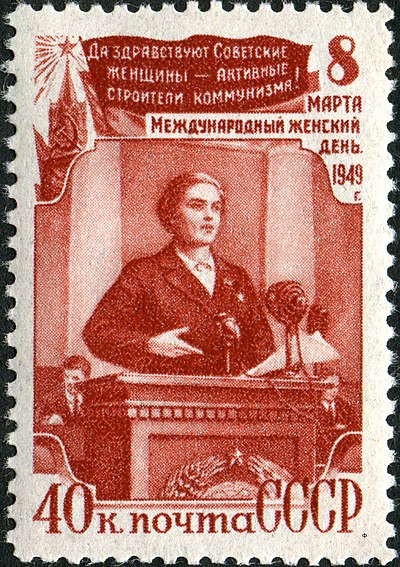 Да здравствуют Советские
женщины — активные
строители коммунизма!
8
МАРТА
Международный женский
день.
1949
г.
40 к. почта СССР